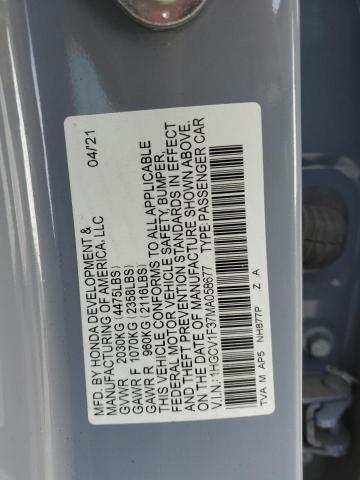 MFD. BY HONDA DEVELOPMENT &
MANUFACTURING OF AMERICA, LLC 04/'21
GVWR 2030KG (4475LBS)
GAWR F 1070KG (2358LBS)
GAWR R 960KG (2116LBS)
THIS VEHICLE CONFORMS TO ALL APPLICABLE
FEDERAL MOTOR VEHICLE SAFETY, BUMPER,
AND THEFT PREVENTION STANDARDS IN EFFECT
ON THE DATE OF MANUFACTURE SHOWN ABOVE.
V.I.N.:1HGCV1F37MA058677 TYPE:PASSENGER CAR
TVA M AP5 NH877P Z A